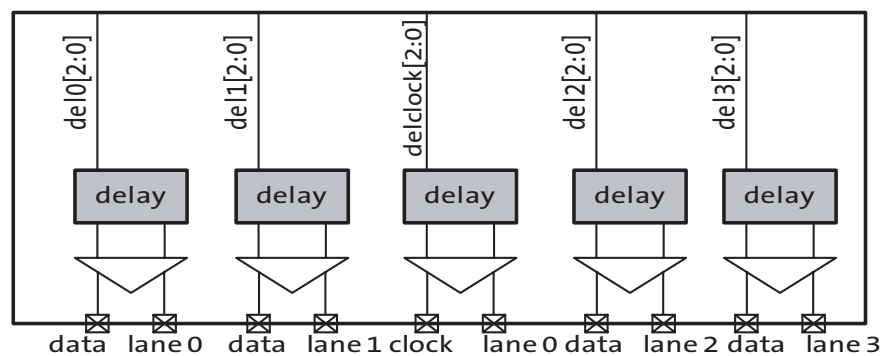 del0[2:0]
del1[2:0]
delclock[2:0]
del2[2:0]
del3[2:0]
delay delay delay delay delay
data lane 0 data lane 1 clock lane 0 data lane 2 data lane 3